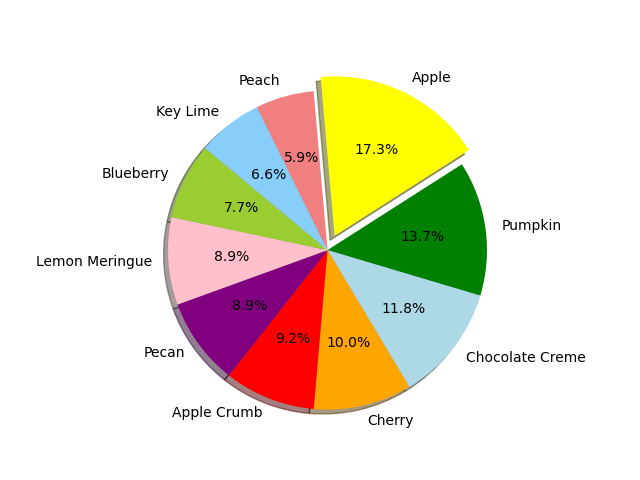 Apple
17.3%
Peach
5.9%
Key Lime
6.6%
Blueberry
7.7%
Lemon Meringue
8.9%
Pecan
8.9%
Apple Crumb
9.2%
Cherry
10.0%
Chocolate Creme
11.8%
Pumpkin
13.7%